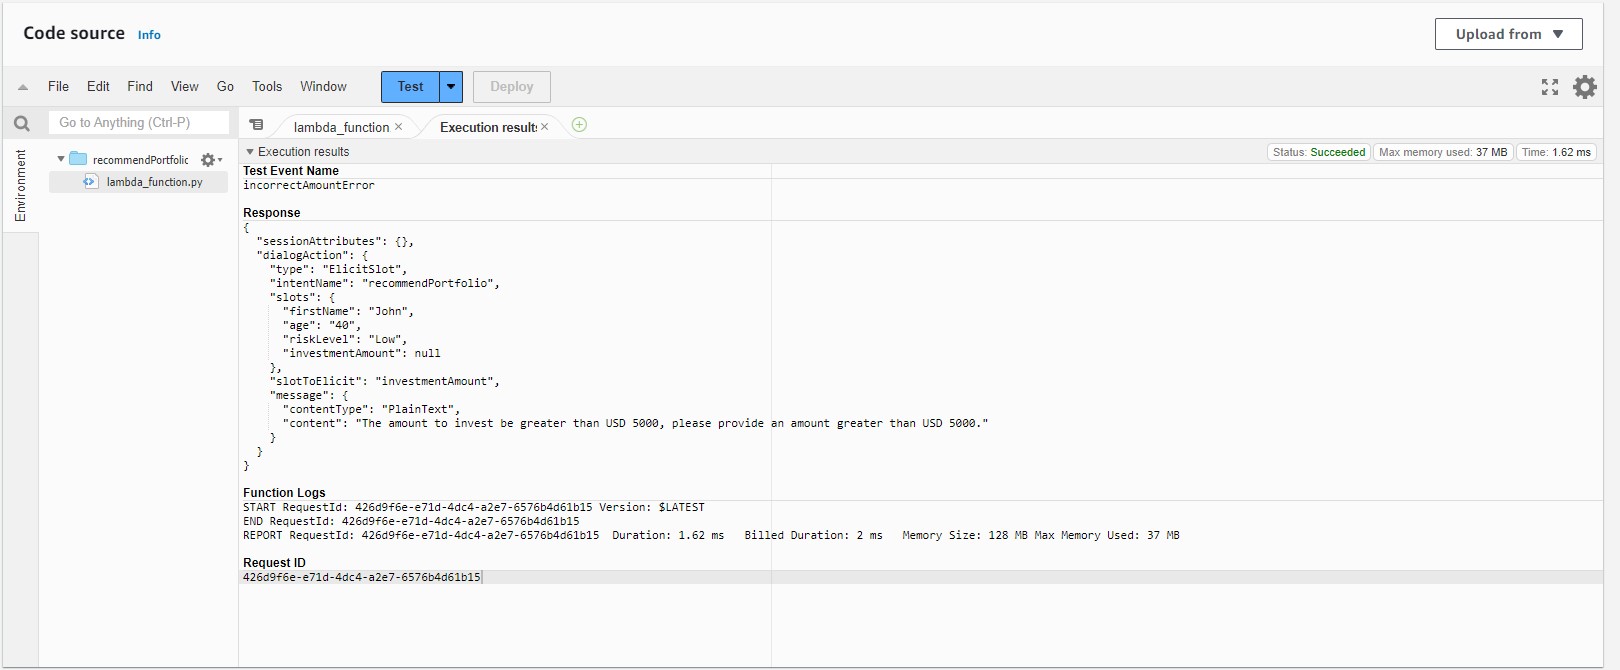 Code source Info
Upload from
File Edit Find View Go Tools Window Test Deploy
Go to Anything (Ctrl-P)
lambda_function
Execution results
Environment
recommendPortfolio
lambda_function.py
Execution results
Status: Succeeded Max memory used: 37 MB Time: 1.62 ms
Test Event Name
incorrectAmountError
Response
{
  "sessionAttributes": {},
  "dialogAction": {
    "type": "ElicitSlot",
    "intentName": "recommendPortfolio",
    "slots": {
      "firstName": "John",
      "age": "40",
      "riskLevel": "Low",
      "investmentAmount": null
    },
    "slotToElicit": "investmentAmount",
    "message": {
      "contentType": "PlainText",
      "content": "The amount to invest be greater than USD 5000, please provide an amount greater than USD 5000."
    }
  }
}
Function Logs
START RequestId: 426d9f6e-e71d-4dc4-a2e7-6576b4d61b15 Version: $LATEST
END RequestId: 426d9f6e-e71d-4dc4-a2e7-6576b4d61b15
REPORT RequestId: 426d9f6e-e71d-4dc4-a2e7-6576b4d61b15 Duration: 1.62 ms Billed Duration: 2 ms Memory Size: 128 MB Max Memory Used: 37 MB
Request ID
426d9f6e-e71d-4dc4-a2e7-6576b4d61b15